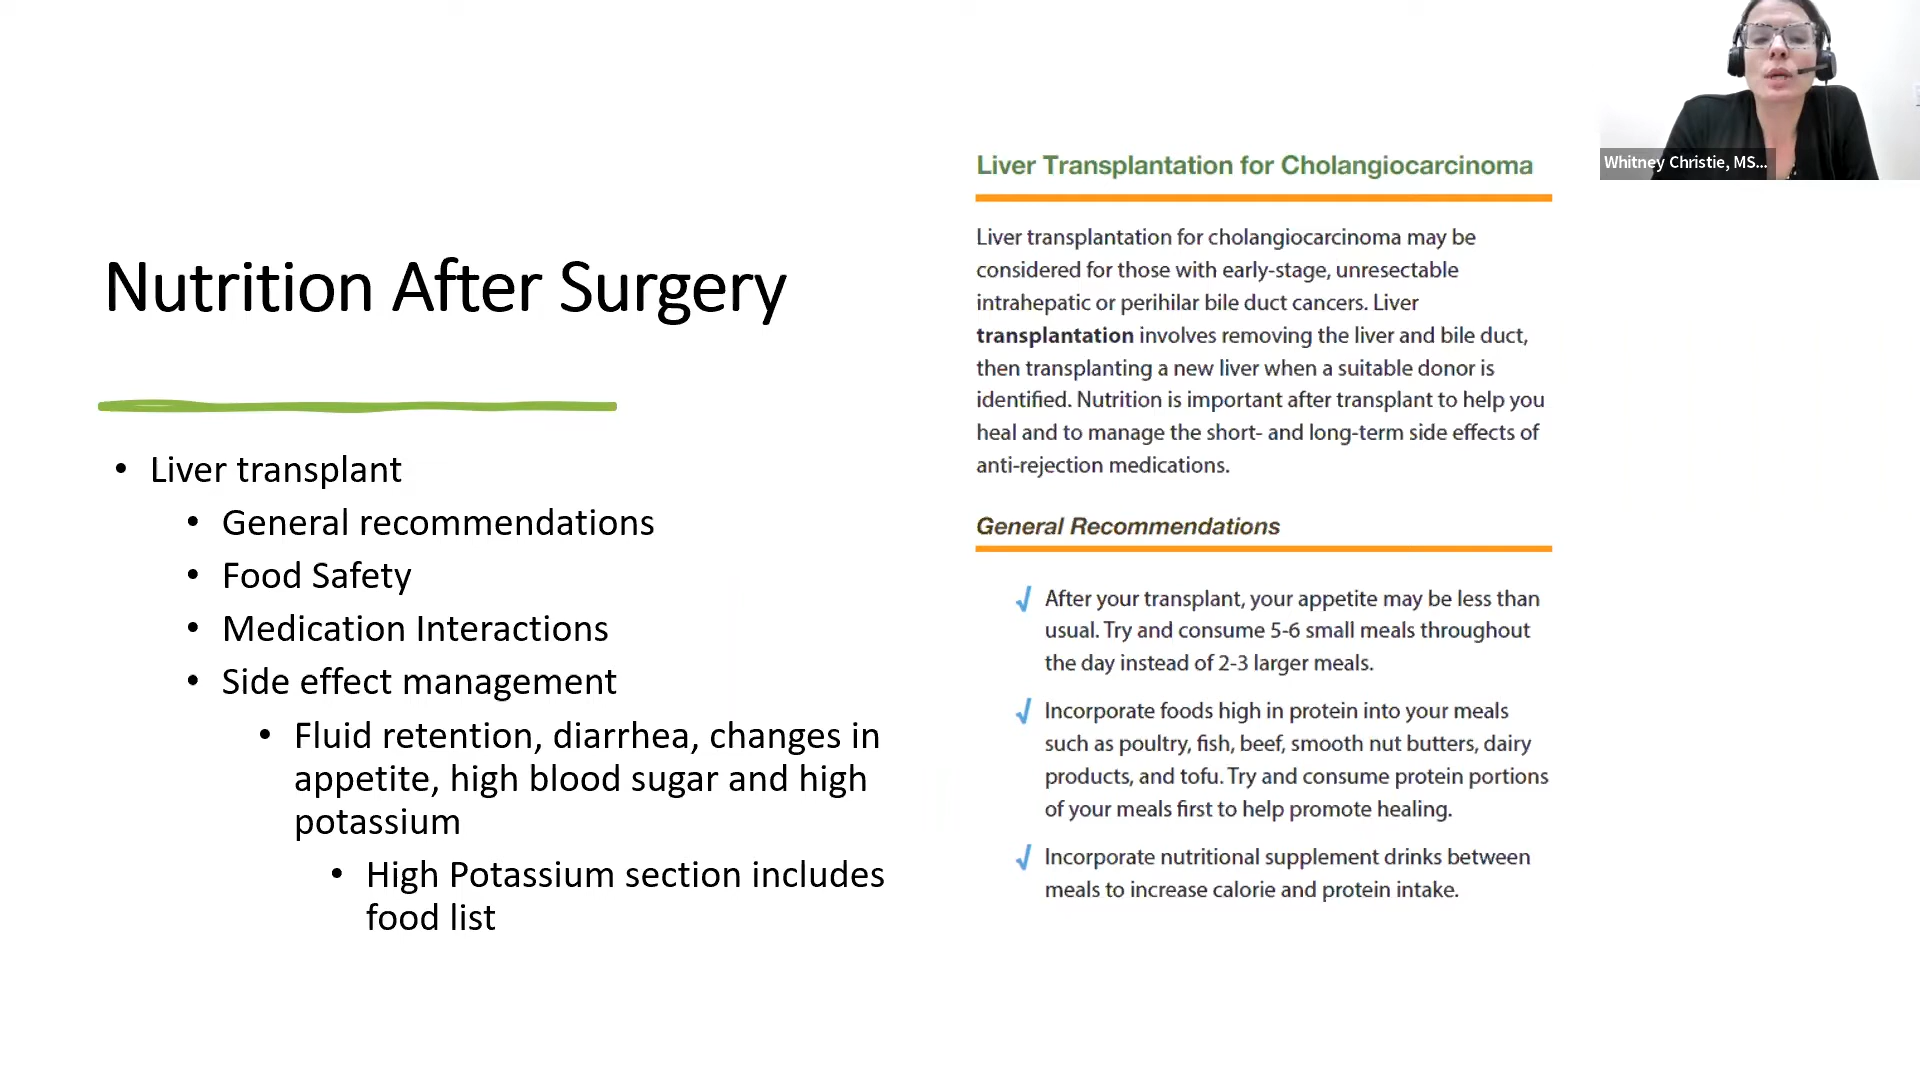 Nutrition After Surgery
• Liver transplant
• General recommendations
• Food Safety
• Medication Interactions
• Side effect management
• Fluid retention, diarrhea, changes in
appetite, high blood sugar and high
potassium
• High Potassium section includes
food list
Liver Transplantation for Cholangiocarcinoma
Liver transplantation for cholangiocarcinoma may be
considered for those with early-stage, unresectable
intrahepatic or perihilar bile duct cancers. Liver
transplantation involves removing the liver and bile duct,
then transplanting a new liver when a suitable donor is
identified. Nutrition is important after transplant to help you
heal and to manage the short- and long-term side effects of
anti-rejection medications.
General Recommendations
√ After your transplant, your appetite may be less than
usual. Try and consume 5-6 small meals throughout
the day instead of 2-3 larger meals.
√ Incorporate foods high in protein into your meals
such as poultry, fish, beef, smooth nut butters, dairy
products, and tofu. Try and consume protein portions
of your meals first to help promote healing.
√ Incorporate nutritional supplement drinks between
meals to increase calorie and protein intake.
Whitney Christie, MS...